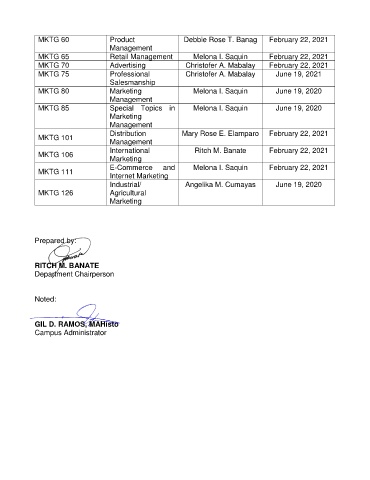 MKTG 60 Product Debbie Rose T. Banag February 22, 2021
Management
MKTG 65 Retail Management Melona I. Saquin February 22, 2021
MKTG 70 Advertising Christofer A. Mabalay February 22, 2021
MKTG 75 Professional Christofer A. Mabalay June 19, 2021
Salesmanship
MKTG 80 Marketing Melona I. Saquin June 19, 2020
Management
MKTG 85 Special Topics in Melona I. Saquin June 19, 2020
Marketing
Management
MKTG 101 Distribution Mary Rose E. Elamparo February 22, 2021
Management
MKTG 106 International Ritch M. Banate February 22, 2021
Marketing
MKTG 111 E-Commerce and Melona I. Saquin February 22, 2021
Internet Marketing
MKTG 126 Industrial/ Angelika M. Cumayas June 19, 2020
Agricultural
Marketing
Prepared by:
RITCH M. BANATE
Department Chairperson
Noted:
GIL D. RAMOS, MAHisto
Campus Administrator